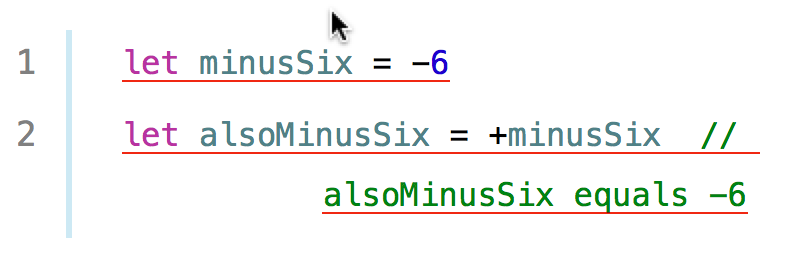 1 let minusSix = -6
2 let alsoMinusSix = +minusSix  //
alsoMinusSix equals -6